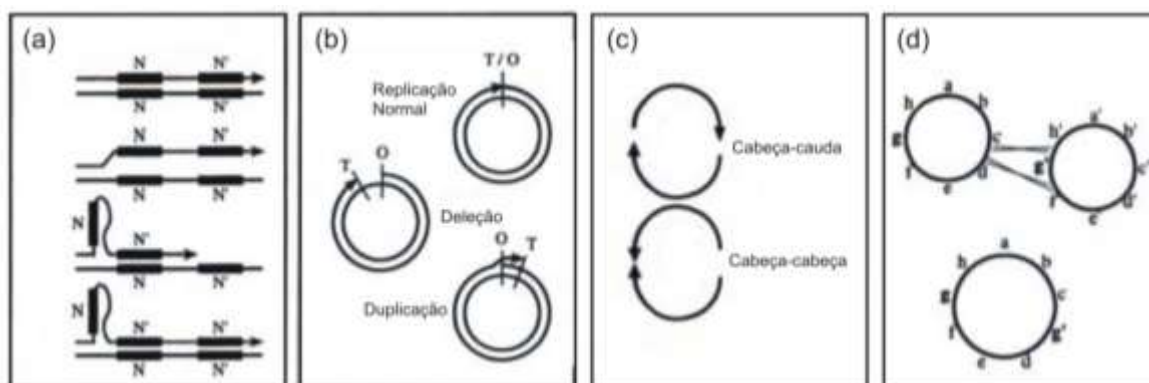 (a)
N N'
N N'
N N'
N N'
N
N'
N N'
N
N'
N N'
(b)
T / O
Replicação
Normal
O
T
Deleção
O
T
Duplicação
(c)
Cabeça-cauda
Cabeça-cabeça
(d)
a
h b
g c
f d
e
a'
h' b'
g' c'
f d'
e
a
h b
g c
f g'
e d